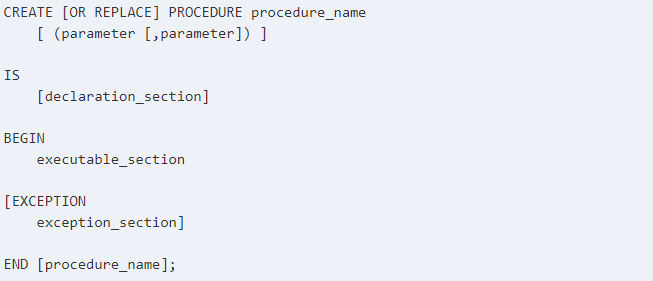 CREATE [OR REPLACE] PROCEDURE procedure_name
[ (parameter [,parameter]) ]
IS
[declaration_section]
BEGIN
executable_section
[EXCEPTION
exception_section]
END [procedure_name];